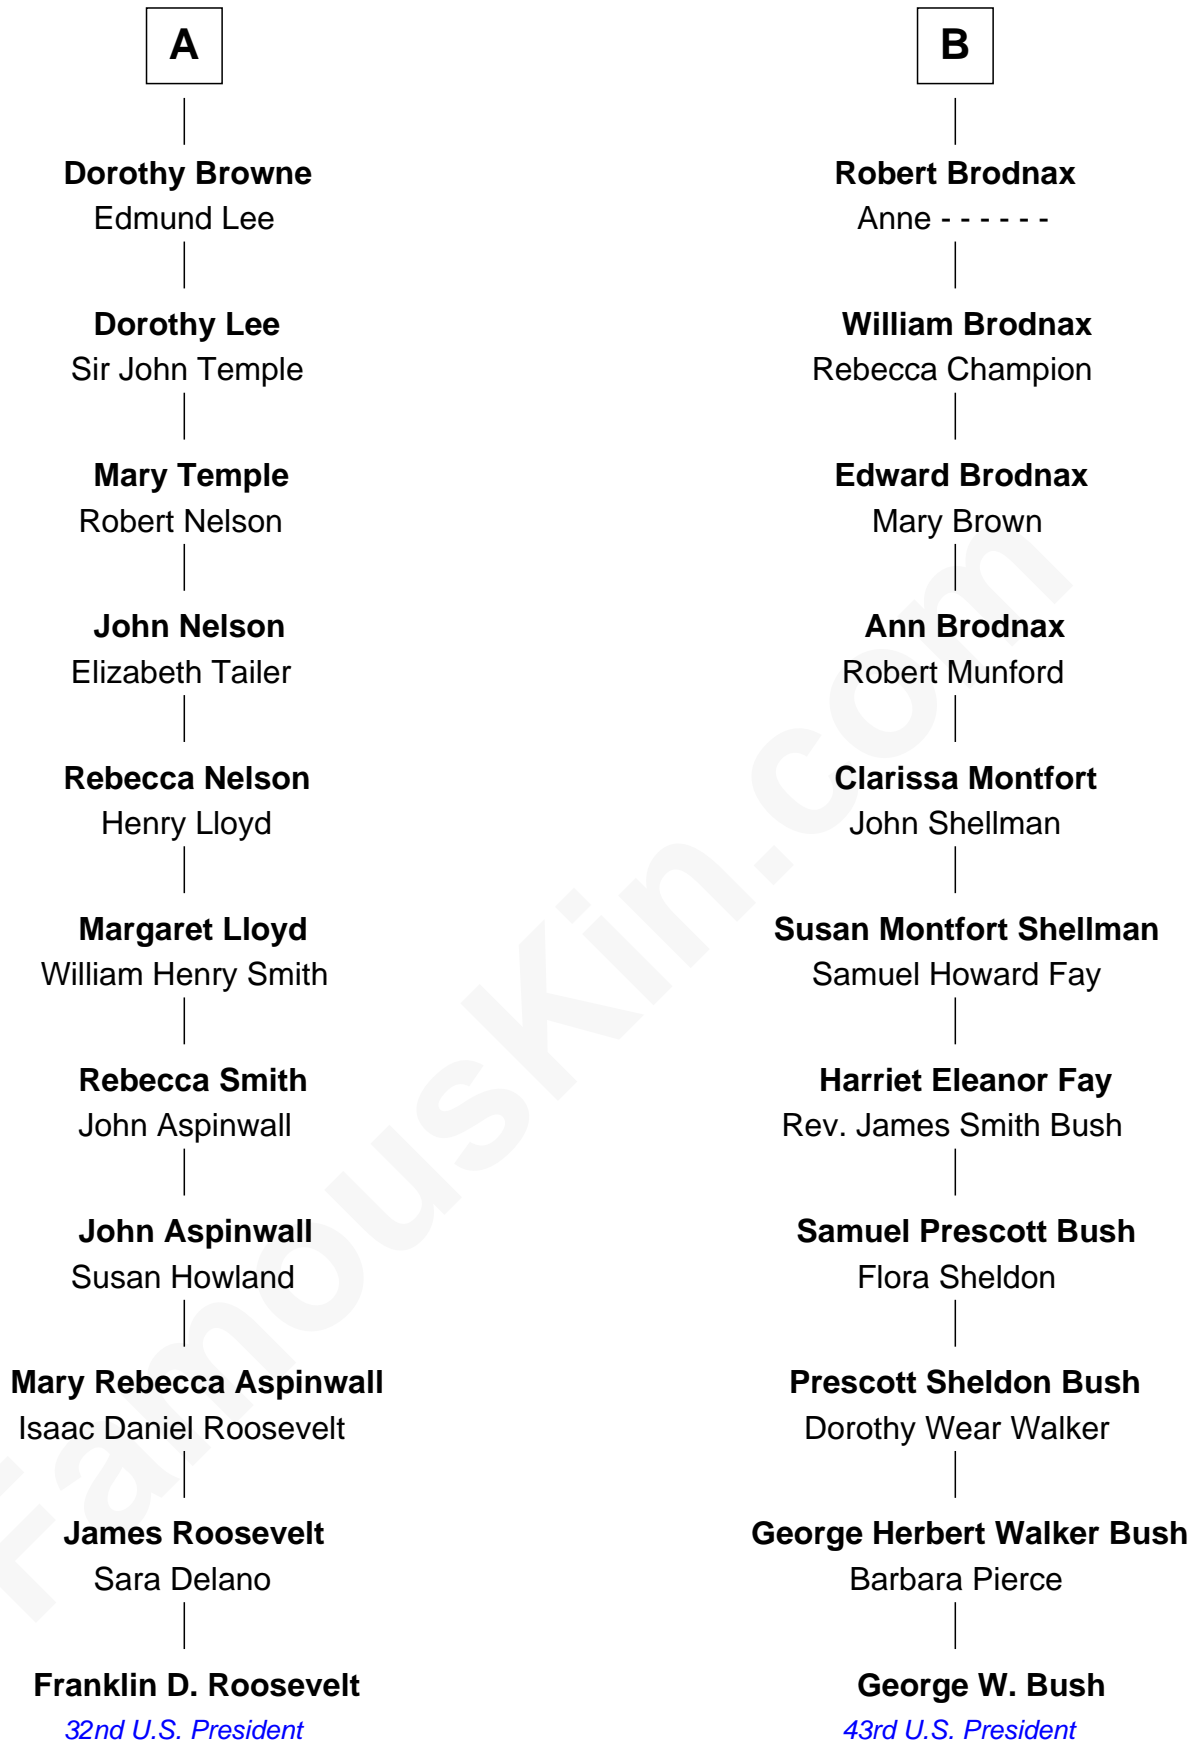 A
Dorothy Browne
Edmund Lee
Dorothy Lee
Sir John Temple
Mary Temple
Robert Nelson
John Nelson
Elizabeth Tailer
Rebecca Nelson
Henry Lloyd
Margaret Lloyd
William Henry Smith
Rebecca Smith
John Aspinwall
John Aspinwall
Susan Howland
Mary Rebecca Aspinwall
Isaac Daniel Roosevelt
James Roosevelt
Sara Delano
Franklin D. Roosevelt
32nd U.S. President
B
Robert Brodnax
Anne - - - - - -
William Brodnax
Rebecca Champion
Edward Brodnax
Mary Brown
Ann Brodnax
Robert Munford
Clarissa Montfort
John Shellman
Susan Montfort Shellman
Samuel Howard Fay
Harriet Eleanor Fay
Rev. James Smith Bush
Samuel Prescott Bush
Flora Sheldon
Prescott Sheldon Bush
Dorothy Wear Walker
George Herbert Walker Bush
Barbara Pierce
George W. Bush
43rd U.S. President
FamousKin.com